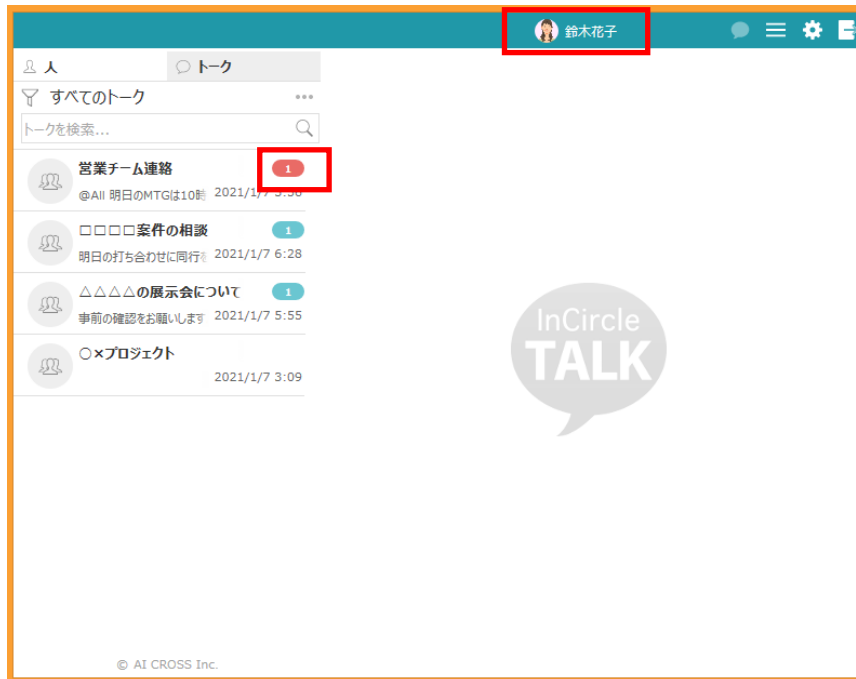 鈴木花子
人
トーク
すべてのトーク
トークを検索...
営業チーム連絡
1
@All 明日のMTGは10時
2021/1/7
□□□□案件の相談
1
明日の打ち合わせに同行を
2021/1/7 6:28
△△△△の展示会について
1
事前の確認をお願いします
2021/1/7 5:55
○×プロジェクト
2021/1/7 3:09
InCircle
TALK
© AI CROSS Inc.